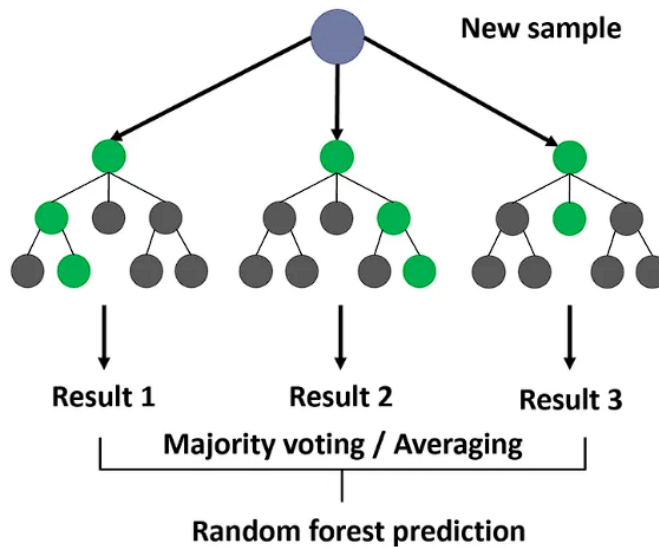 New sample
Result 1
Result 2
Result 3
Majority voting / Averaging
Random forest prediction